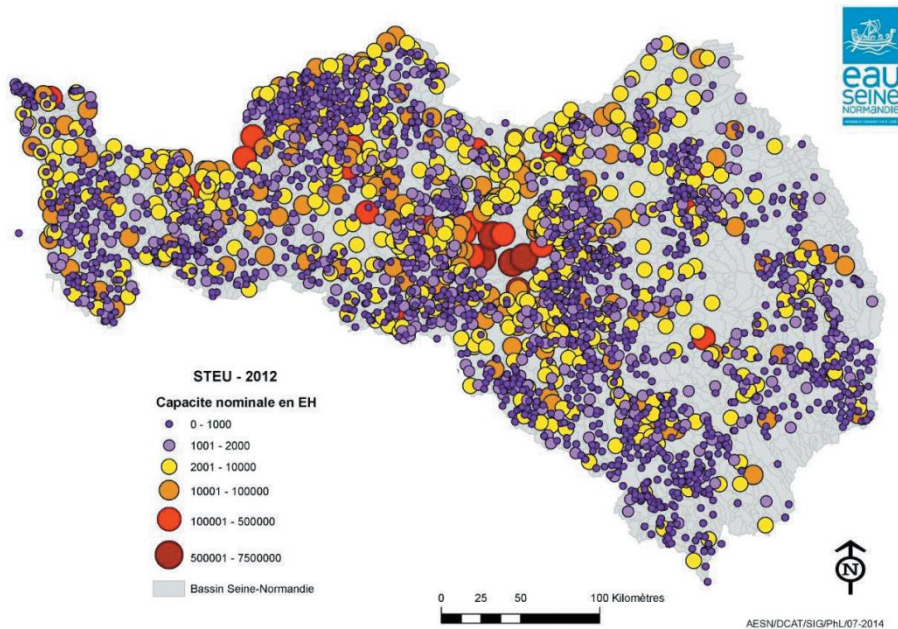 eau
SEINE
NORMANDIE
STEU - 2012
Capacite nominale en EH
0 - 1000
1001 - 2000
2001 - 10000
10001 - 100000
100001 - 500000
500001 - 7500000
Bassin Seine-Normandie
0 25 50 100 Kilomètres
N
AESN/DCAT/SIG/PhL/07-2014